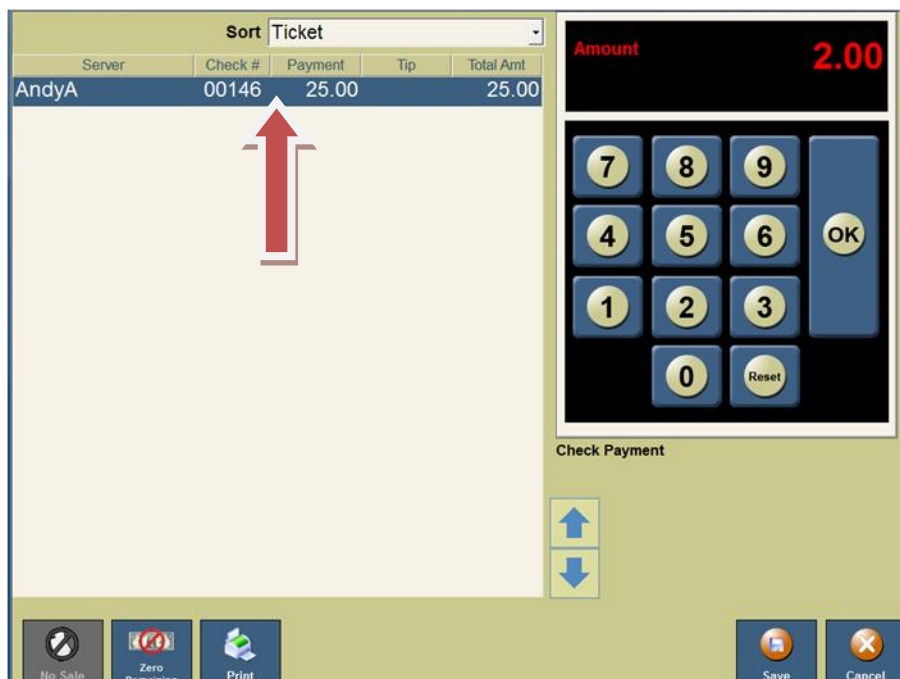 Sort Ticket
Server Check # Payment Tip Total Amt
AndyA 00146 25.00 25.00
Amount 2.00
7 8 9
4 5 6 OK
1 2 3
0 Reset
Check Payment
No Sale
Zero
Remaining
Print
Save
Cancel